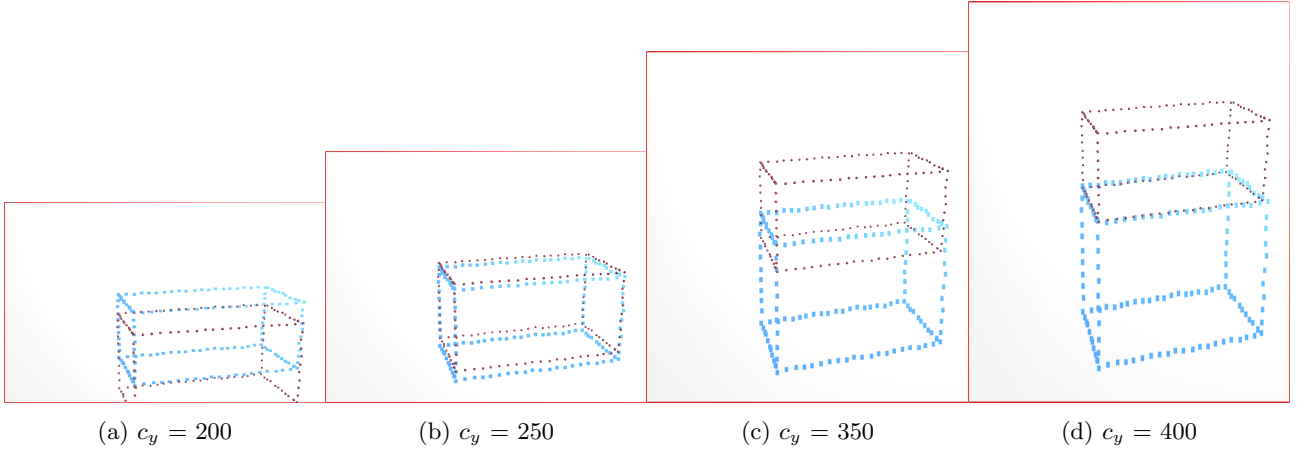 (a) c_y = 200
(b) c_y = 250
(c) c_y = 350
(d) c_y = 400